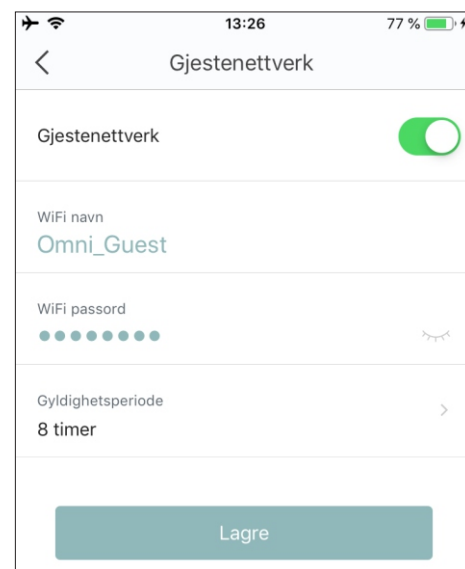 13:26
77 %
Gjestenettverk
Gjestenettverk
WiFi navn
Omni_Guest
WiFi passord
●●●●●●●●
Gyldighetsperiode
8 timer
Lagre